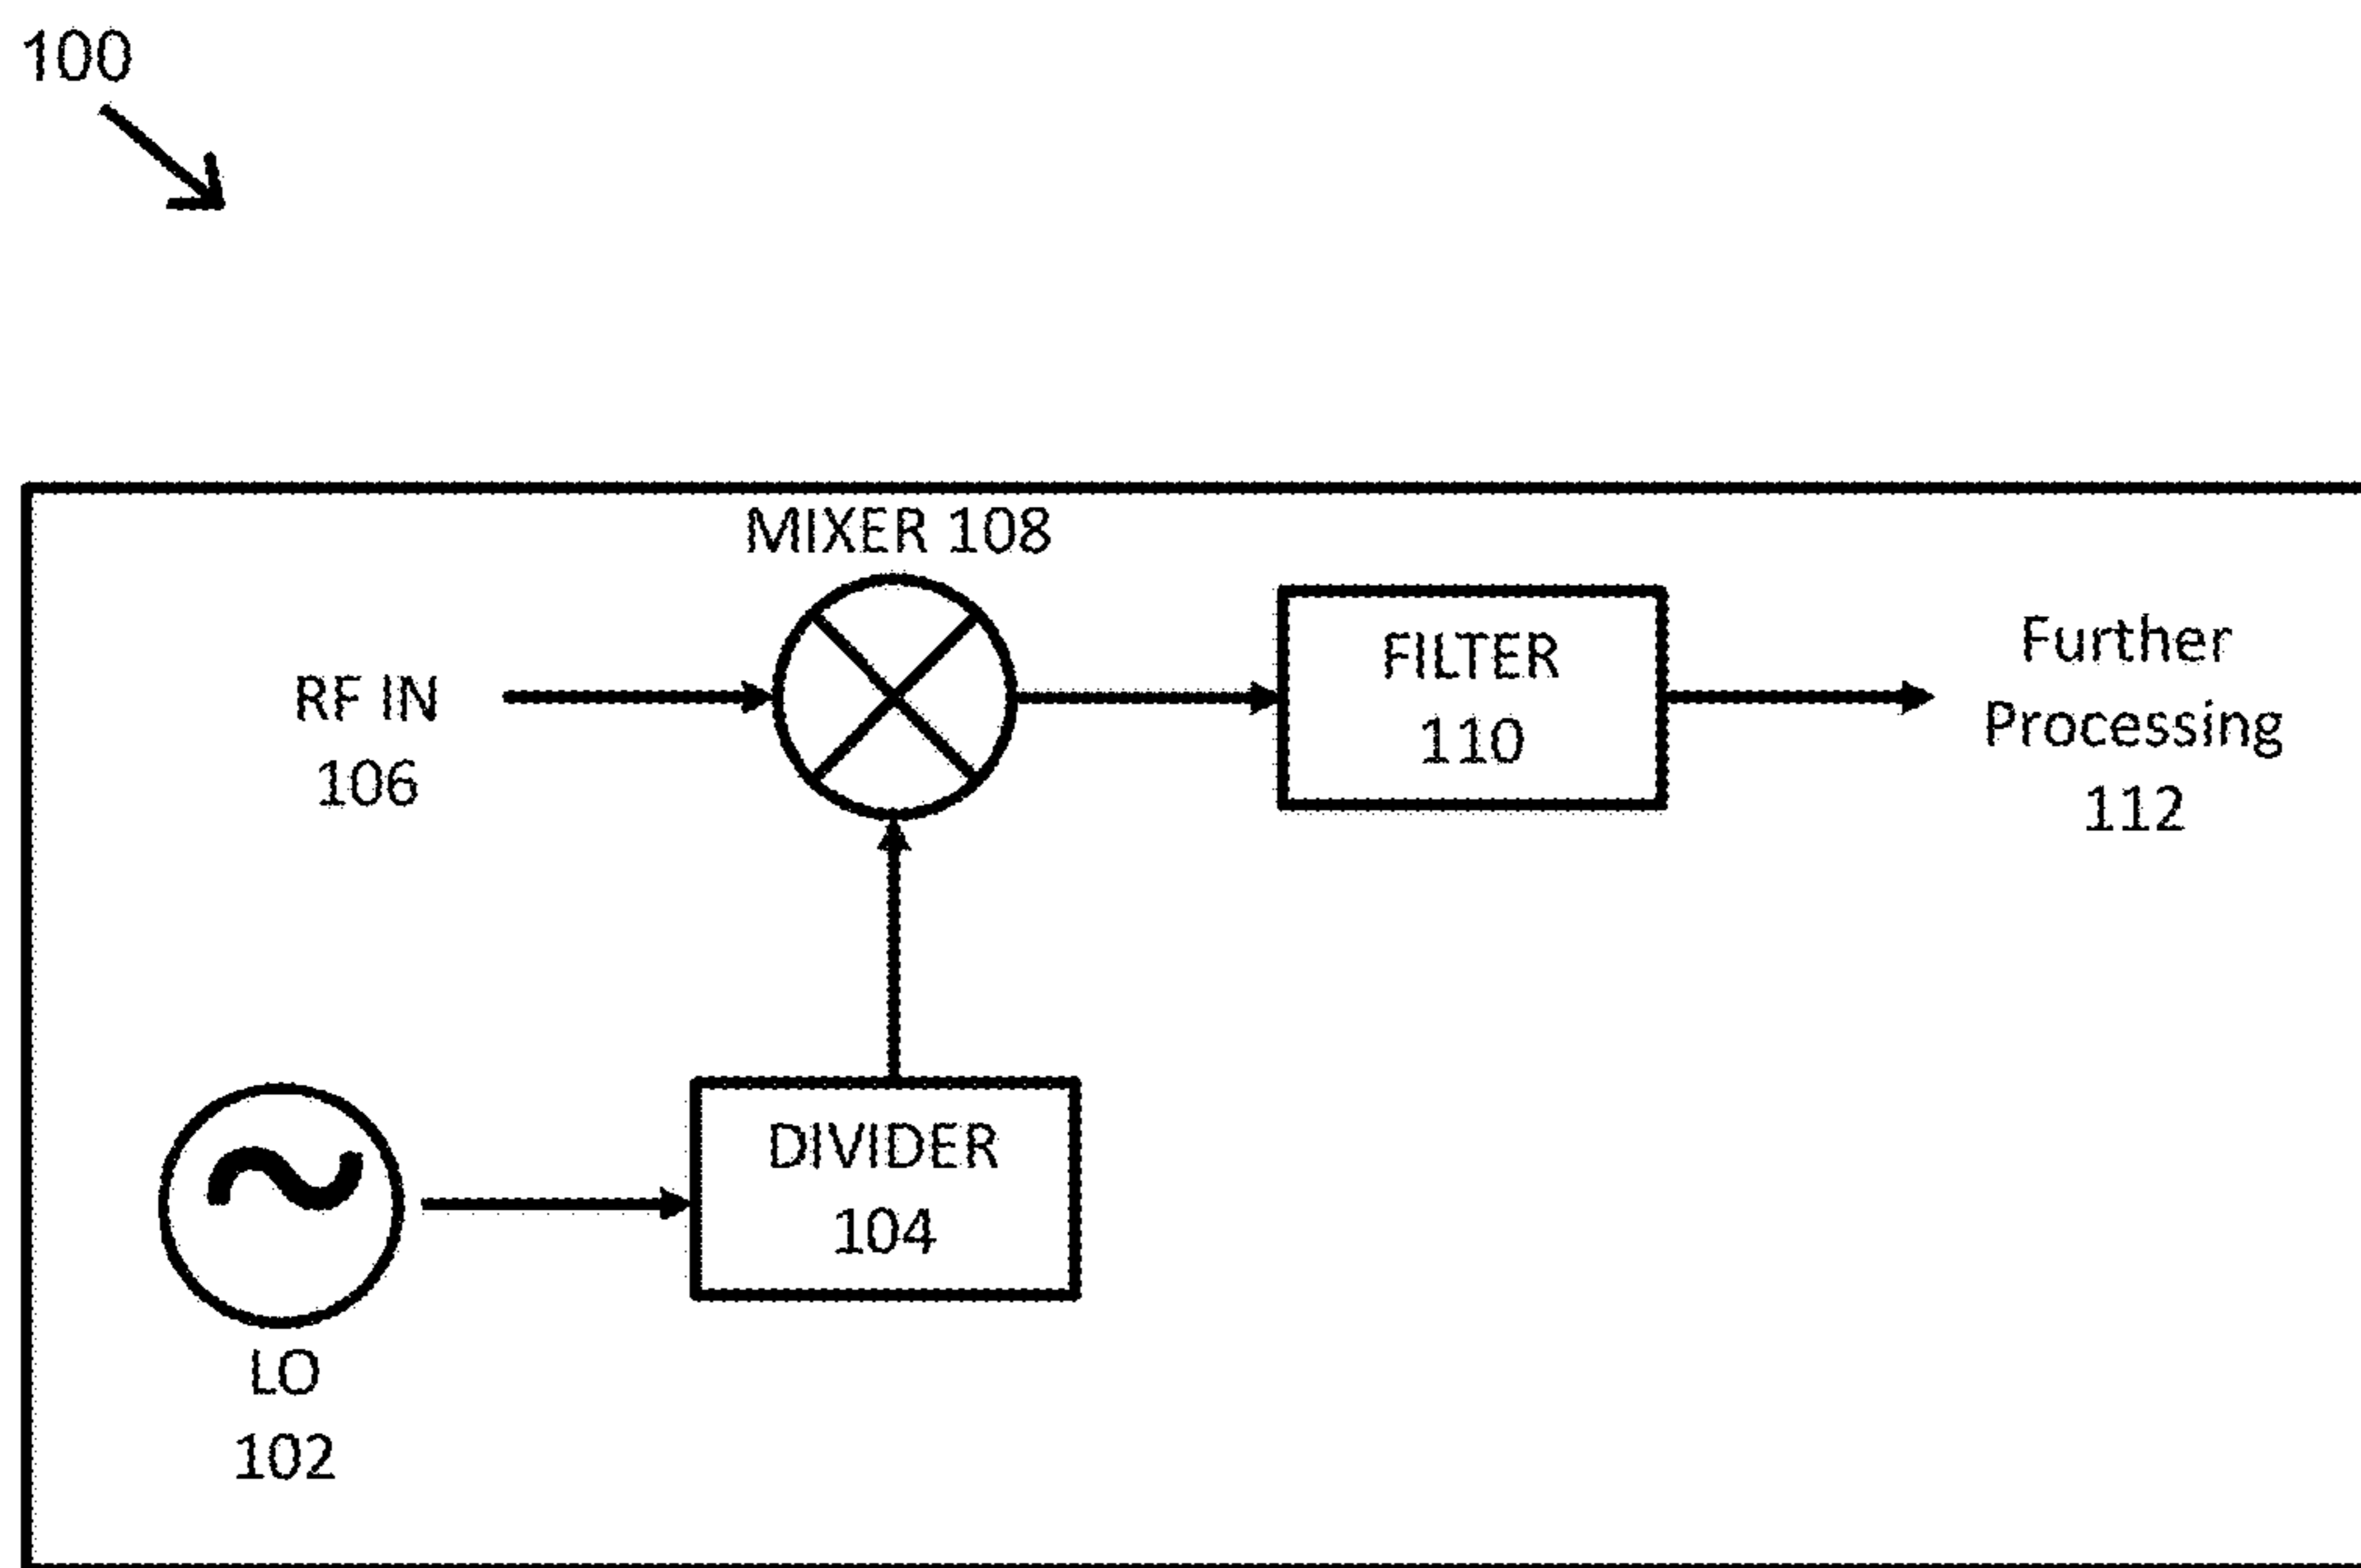 100
MIXER 108
RF IN
106
FILTER
110
Further
Processing
112
DIVIDER
104
LO
102